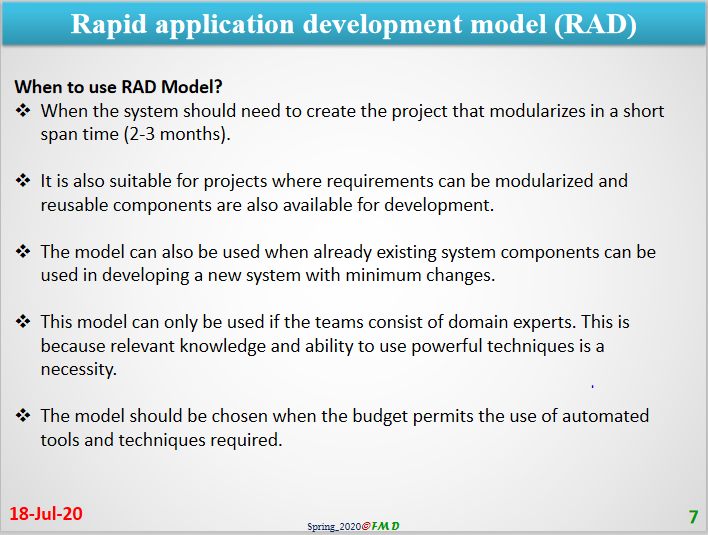 Rapid application development model (RAD)
When to use RAD Model?
❖ When the system should need to create the project that modularizes in a short
span time (2-3 months).
❖ It is also suitable for projects where requirements can be modularized and
reusable components are also available for development.
❖ The model can also be used when already existing system components can be
used in developing a new system with minimum changes.
❖ This model can only be used if the teams consist of domain experts. This is
because relevant knowledge and ability to use powerful techniques is a
necessity.
❖ The model should be chosen when the budget permits the use of automated
tools and techniques required.
18-Jul-20
Spring_2020@FMD
7